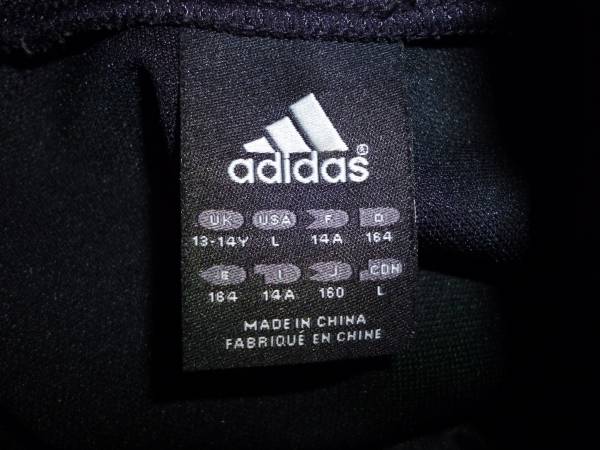 adidas®
UK USA F D
13-14Y L 14A 164
E I J CDN
164 14A 160 L
MADE IN CHINA
FABRIQUÉ EN CHINE